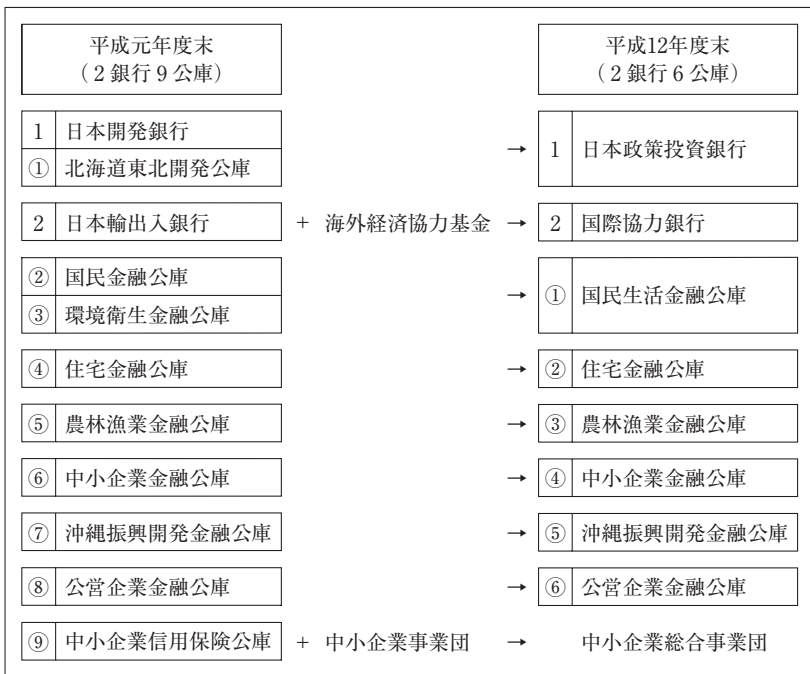 平成元年度末
（2銀行9公庫）
平成12年度末
（2銀行6公庫）
1 日本開発銀行
① 北海道東北開発公庫
→ 1 日本政策投資銀行
2 日本輸出入銀行 + 海外経済協力基金 → 2 国際協力銀行
② 国民金融公庫
③ 環境衛生金融公庫
→ ① 国民生活金融公庫
④ 住宅金融公庫 → ② 住宅金融公庫
⑤ 農林漁業金融公庫 → ③ 農林漁業金融公庫
⑥ 中小企業金融公庫 → ④ 中小企業金融公庫
⑦ 沖縄振興開発金融公庫 → ⑤ 沖縄振興開発金融公庫
⑧ 公営企業金融公庫 → ⑥ 公営企業金融公庫
⑨ 中小企業信用保険公庫 + 中小企業事業団 → 中小企業総合事業団